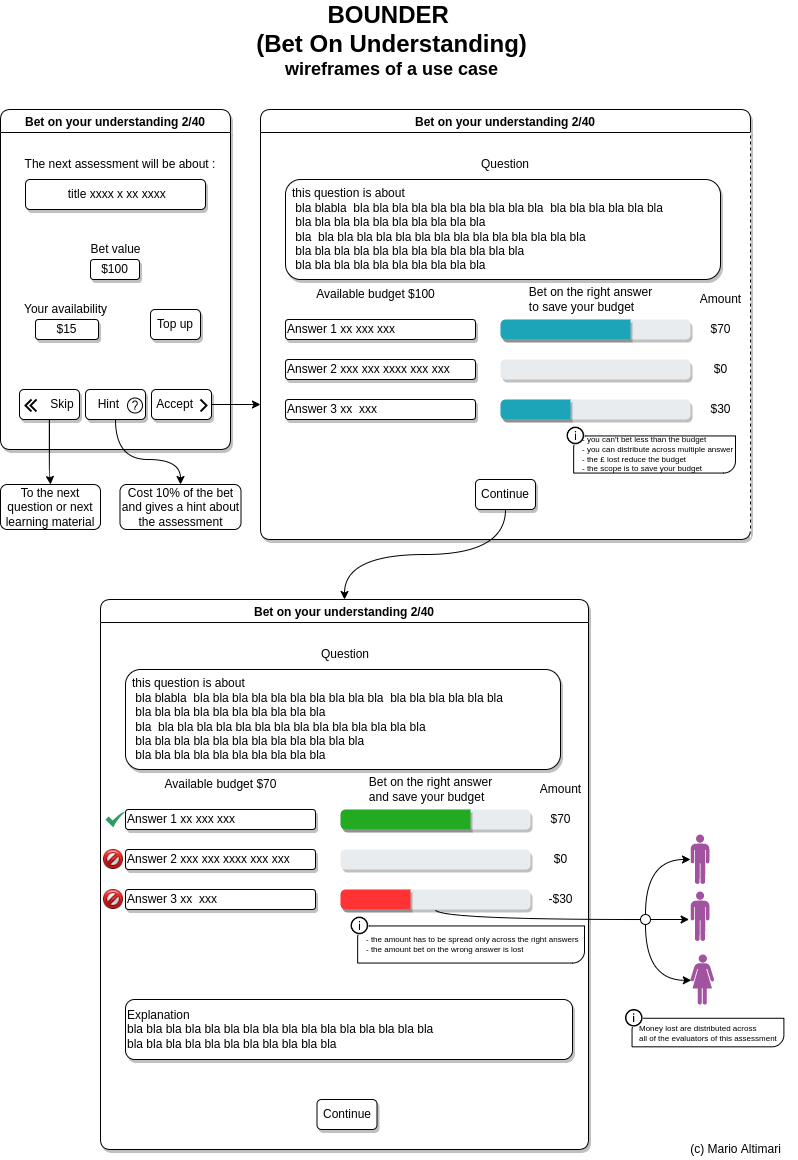 BOUNDER
(Bet On Understanding)
wireframes of a use case
Bet on your understanding 2/40
The next assessment will be about :
title xxxx x xx xxxx
Bet value
$100
Your availability
$15
Top up
Skip
Hint
?
Accept
To the next
question or next
learning material
Cost 10% of the bet
and gives a hint about
the assessment
Bet on your understanding 2/40
Question
this question is about
bla blabla  bla bla bla bla bla bla bla bla bla bla  bla bla bla bla bla bla
bla bla bla bla bla bla bla bla bla bla
bla  bla bla bla bla bla bla bla bla bla bla bla bla bla bla
bla bla bla bla bla bla bla bla bla bla bla bla
bla bla bla bla bla bla bla bla bla bla
Available budget $100
Bet on the right answer
to save your budget
Amount
Answer 1 xx xxx xxx
$70
Answer 2 xxx xxx xxxx xxx xxx
$0
Answer 3 xx  xxx
$30
i
- you can't bet less than the budget
- you can distribute across multiple answer
- the £ lost reduce the budget
- the scope is to save your budget
Continue
Bet on your understanding 2/40
Question
this question is about
bla blabla  bla bla bla bla bla bla bla bla bla bla  bla bla bla bla bla bla
bla bla bla bla bla bla bla bla bla bla
bla  bla bla bla bla bla bla bla bla bla bla bla bla bla bla
bla bla bla bla bla bla bla bla bla bla bla bla
bla bla bla bla bla bla bla bla bla bla
Available budget $70
Bet on the right answer
and save your budget
Amount
Answer 1 xx xxx xxx
$70
Answer 2 xxx xxx xxxx xxx xxx
$0
Answer 3 xx  xxx
-$30
i
- the amount has to be spread only across the right answers
- the amount bet on the wrong answer is lost
Explanation
bla bla bla bla bla bla bla bla bla bla bla bla bla bla bla bla
bla bla bla bla bla bla bla bla bla bla bla
i
Money lost are distributed across
all of the evaluators of this assessment
Continue
(c) Mario Altimari